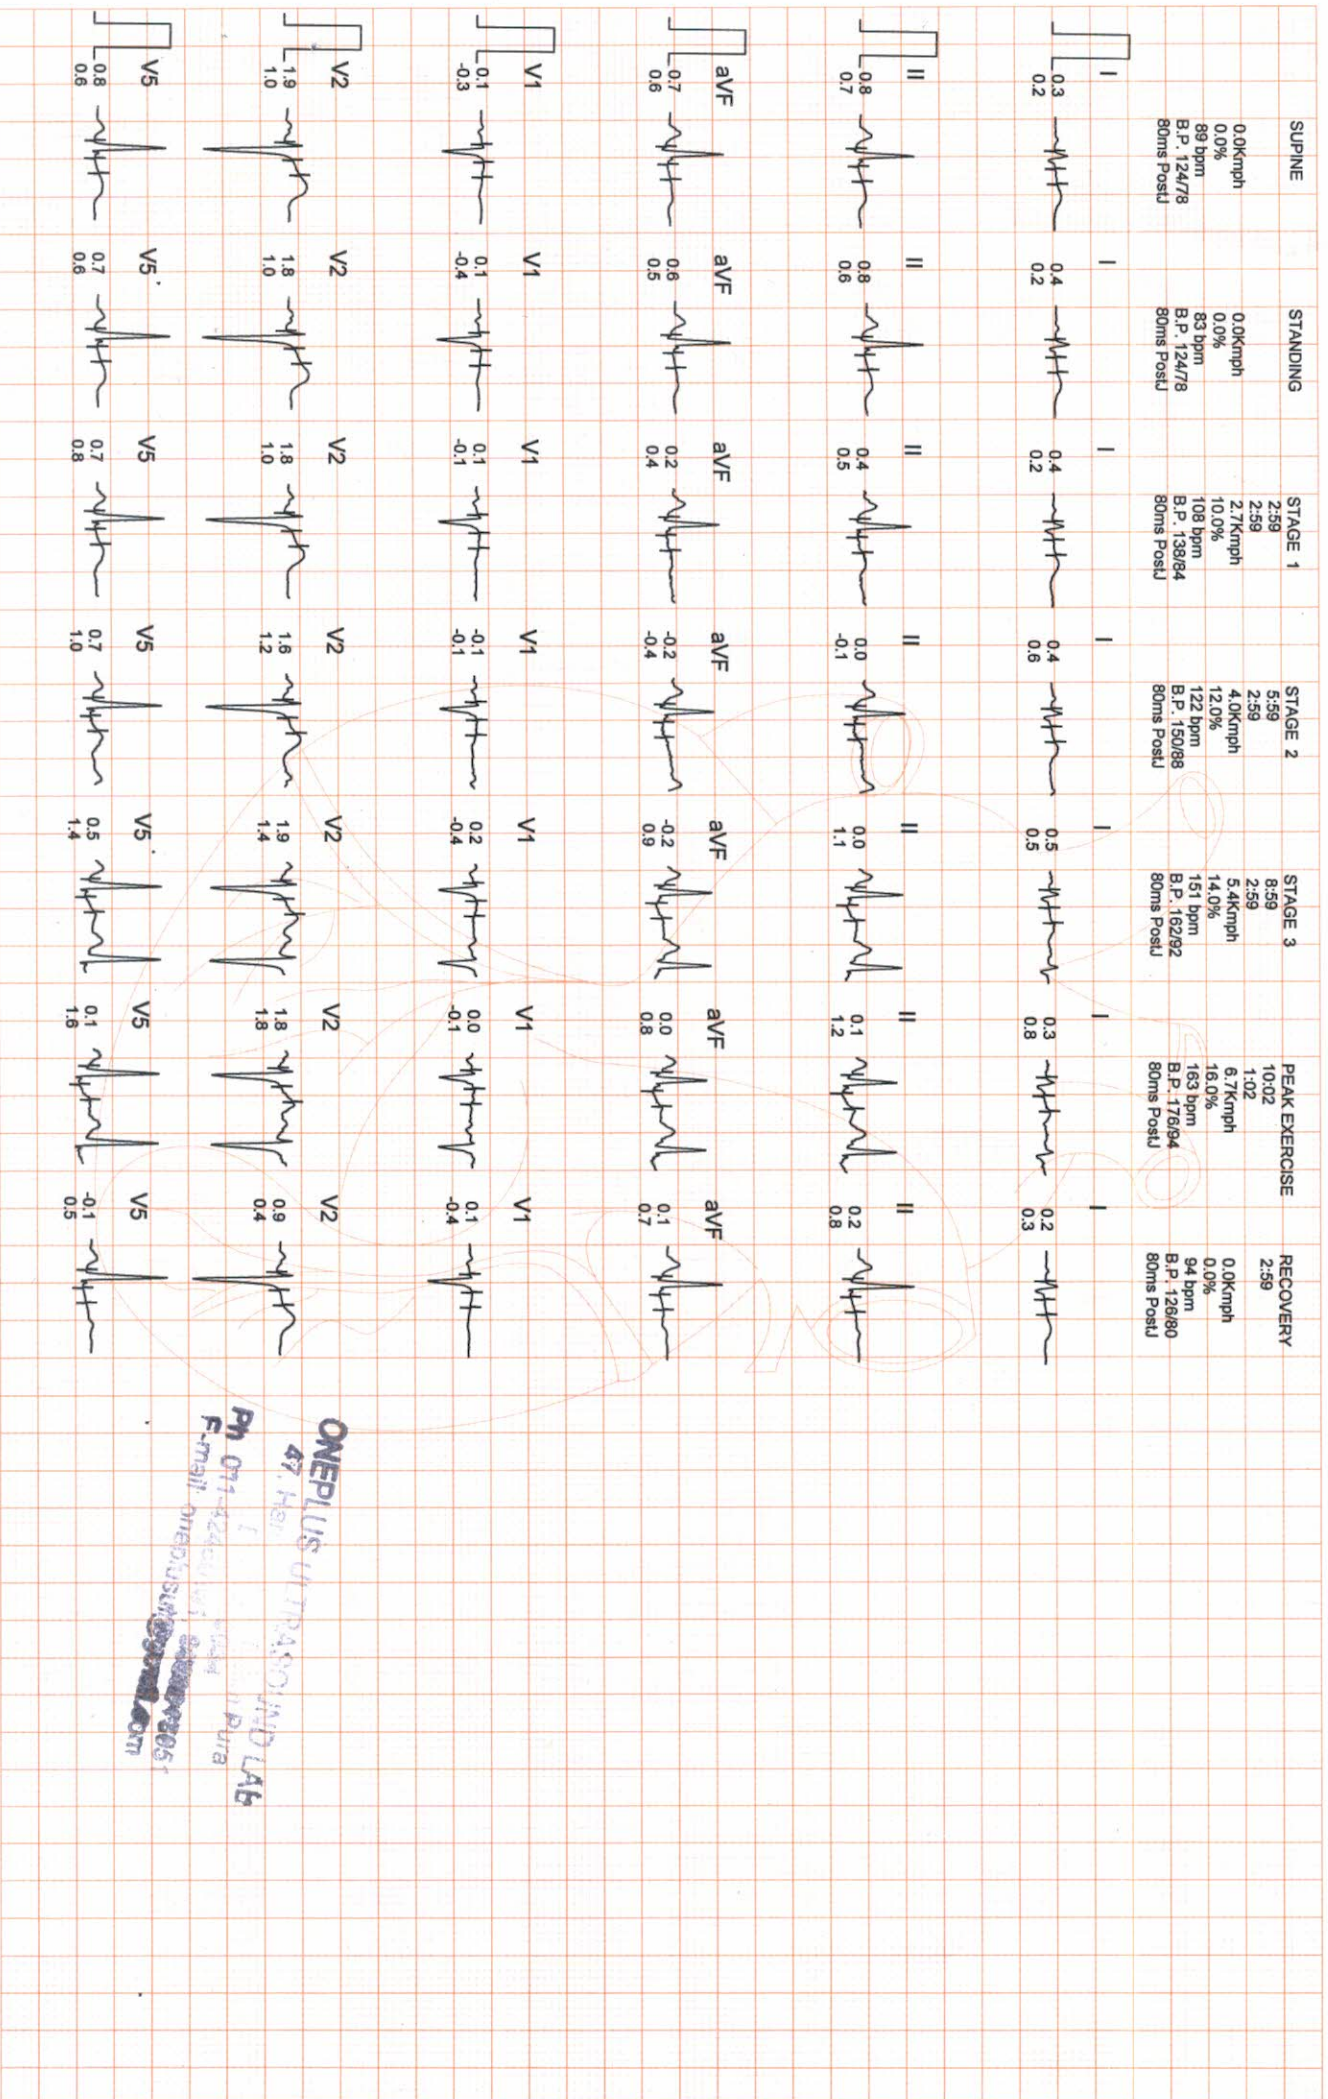 SUPINE
0.0Kmph
0.0%
89 bpm
B.P. 124/78
80ms PostJ
STANDING
0.0Kmph
0.0%
83 bpm
B.P. 124/78
80ms PostJ
STAGE 1
2:59
2:59
2.7Kmph
10.0%
108 bpm
B.P. 138/84
80ms PostJ
STAGE 2
5:59
2:59
4.0Kmph
12.0%
122 bpm
B.P. 150/88
80ms PostJ
STAGE 3
8:59
2:59
5.4Kmph
14.0%
151 bpm
B.P. 162/92
80ms PostJ
PEAK EXERCISE
10:02
1:02
6.7Kmph
16.0%
163 bpm
B.P. 176/94
80ms PostJ
RECOVERY
2:59
0.0Kmph
0.0%
94 bpm
B.P. 126/80
80ms PostJ
I I I I I I I
0.3 0.4 0.4 0.4 0.5 0.3 0.2
0.2 0.2 0.2 0.6 0.5 0.8 0.3
II II II II II II II
0.8 0.8 0.4 0.0 0.0 0.1 0.2
0.7 0.6 0.5 -0.1 1.1 1.2 0.8
aVF aVF aVF aVF aVF aVF aVF
0.7 0.6 0.2 -0.2 -0.2 0.0 0.1
0.6 0.5 0.4 -0.4 0.9 0.8 0.7
V1 V1 V1 V1 V1 V1 V1
0.1 0.1 0.1 -0.1 0.2 0.0 0.1
-0.3 -0.4 -0.1 -0.1 -0.4 -0.1 -0.4
V2 V2 V2 V2 V2 V2 V2
1.9 1.8 1.8 1.6 1.9 1.8 0.9
1.0 1.0 1.0 1.2 1.4 1.8 0.4
V5 V5 V5 V5 V5 V5 V5
0.8 0.7 0.7 0.7 0.5 0.1 -0.1
0.6 0.6 0.8 1.0 1.4 1.6 0.5
ONEPLUS ULTRASOUND LAB
47, Pura
Ph